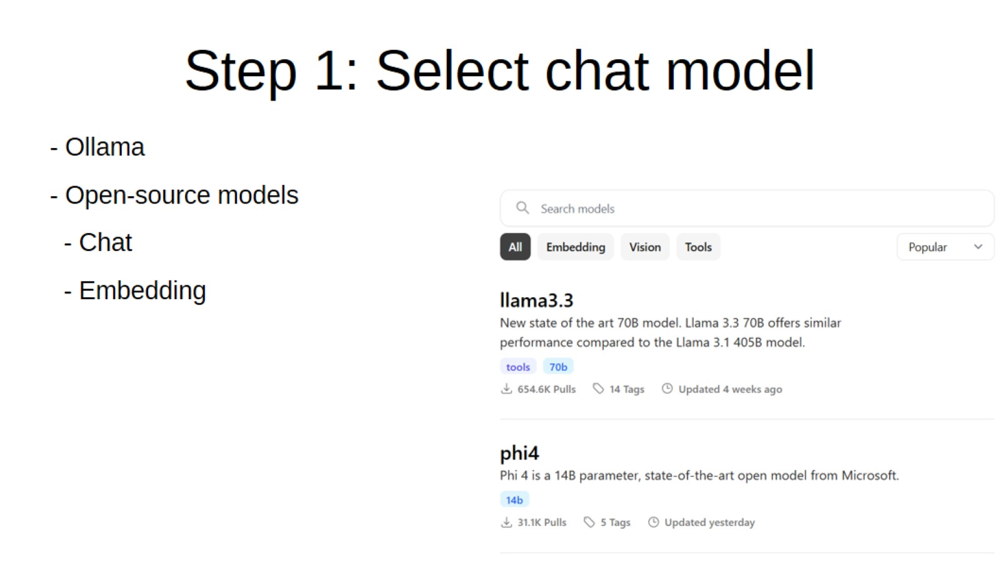 Step 1: Select chat model
- Ollama
- Open-source models
- Chat
- Embedding
Search models
All Embedding Vision Tools Popular
llama3.3
New state of the art 70B model. Llama 3.3 70B offers similar
performance compared to the Llama 3.1 405B model.
tools 70b
654.6K Pulls 14 Tags Updated 4 weeks ago
phi4
Phi 4 is a 14B parameter, state-of-the-art open model from Microsoft.
14b
31.1K Pulls 5 Tags Updated yesterday